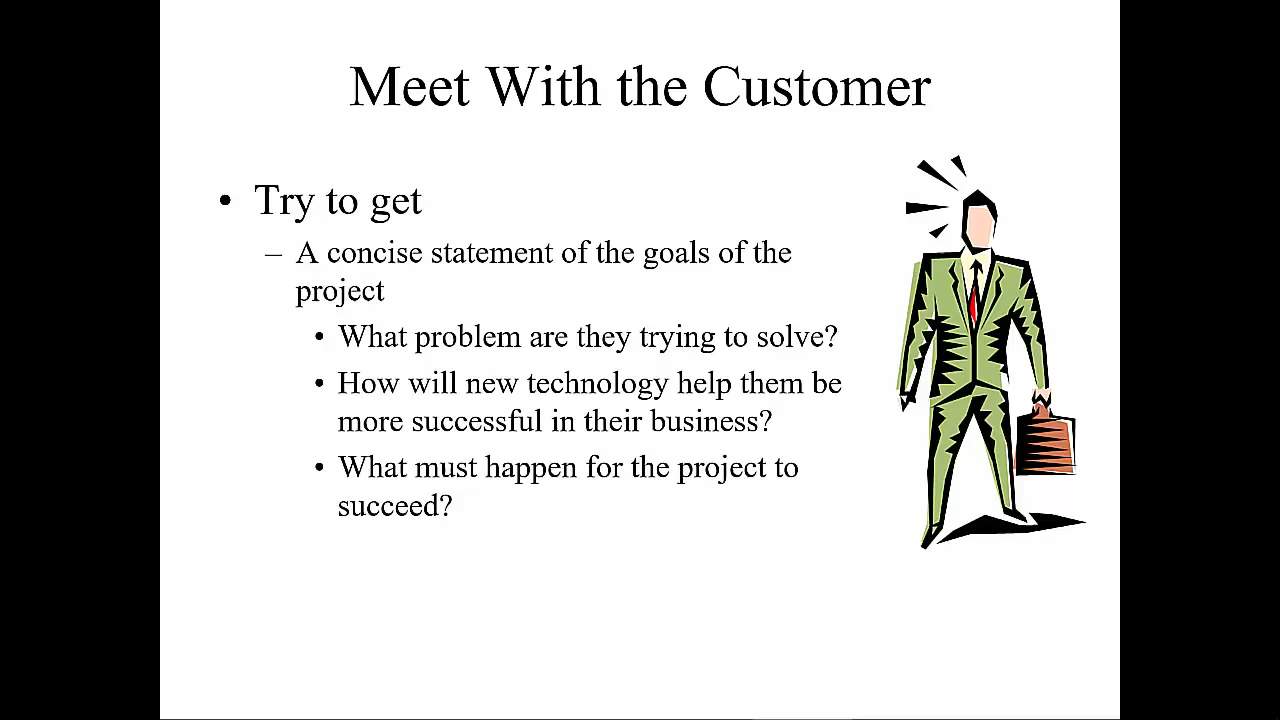 Meet With the Customer
• Try to get
– A concise statement of the goals of the
project
• What problem are they trying to solve?
• How will new technology help them be
more successful in their business?
• What must happen for the project to
succeed?